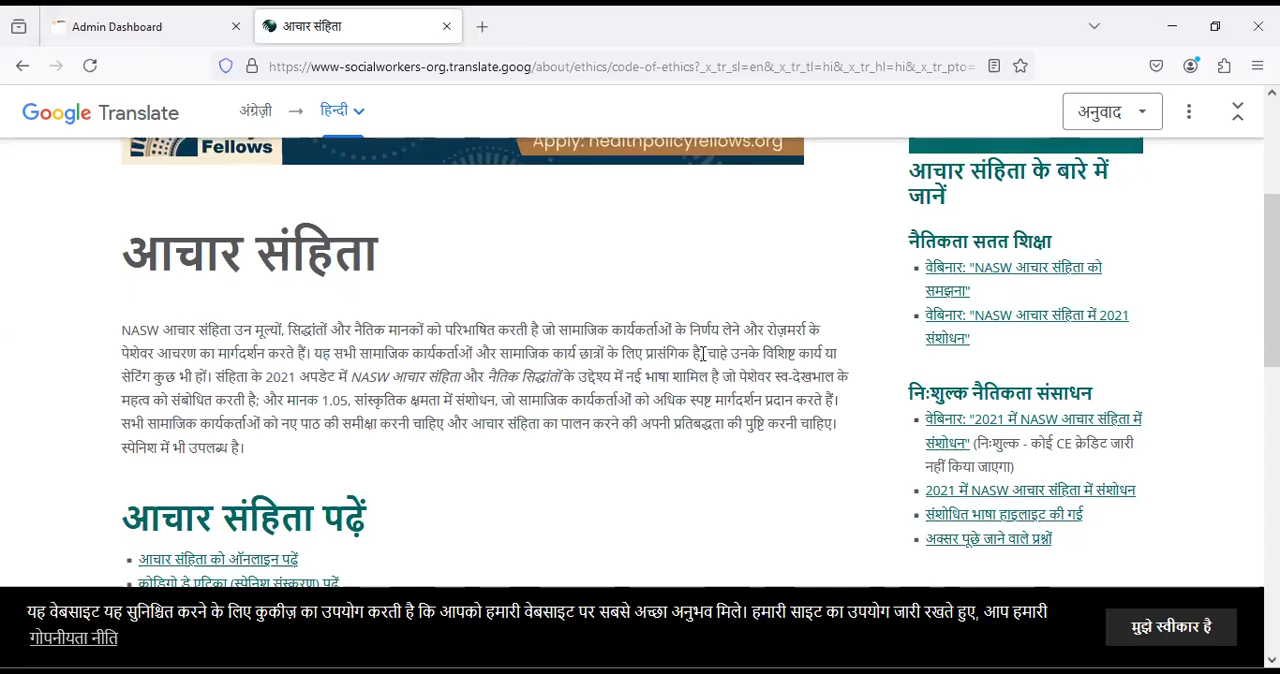 Admin Dashboard
आचार संहिता
https://www-socialworkers-org.translate.goog/about/ethics/code-of-ethics?_x_tr_sl=en&_x_tr_tl=hi&_x_tr_hl=hi&_x_tr_pto=
Google Translate
अंग्रेज़ी → हिन्दी
अनुवाद
Fellows
Apply: healthpolicyfellows.org
आचार संहिता
NASW आचार संहिता उन मूल्यों, सिद्धांतों और नैतिक मानकों को परिभाषित करती है जो सामाजिक कार्यकर्ताओं के निर्णय लेने और रोज़मर्रा के
पेशेवर आचरण का मार्गदर्शन करते हैं। यह सभी सामाजिक कार्यकर्ताओं और सामाजिक कार्य छात्रों के लिए प्रासंगिक है, चाहे उनके विशिष्ट कार्य या
सेटिंग कुछ भी हों। संहिता के 2021 अपडेट में NASW आचार संहिता और नैतिक सिद्धांतों के उद्देश्य में नई भाषा शामिल है जो पेशेवर स्व-देखभाल के
महत्व को संबोधित करती है; और मानक 1.05, सांस्कृतिक क्षमता में संशोधन, जो सामाजिक कार्यकर्ताओं को अधिक स्पष्ट मार्गदर्शन प्रदान करते हैं।
सभी सामाजिक कार्यकर्ताओं को नए पाठ की समीक्षा करनी चाहिए और आचार संहिता का पालन करने की अपनी प्रतिबद्धता की पुष्टि करनी चाहिए।
स्पेनिश में भी उपलब्ध है।
आचार संहिता पढ़ें
आचार संहिता को ऑनलाइन पढ़ें
कोडिगो डे एटिका (स्पेनिश संस्करण) पढ़ें
आचार संहिता के बारे में
जानें
नैतिकता सतत शिक्षा
वेबिनार: "NASW आचार संहिता को
समझना"
वेबिनार: "NASW आचार संहिता में 2021
संशोधन"
निःशुल्क नैतिकता संसाधन
वेबिनार: "2021 में NASW आचार संहिता में
संशोधन" (निःशुल्क - कोई CE क्रेडिट जारी
नहीं किया जाएगा)
2021 में NASW आचार संहिता में संशोधन
संशोधित भाषा हाइलाइट की गई
अक्सर पूछे जाने वाले प्रश्नों
यह वेबसाइट यह सुनिश्चित करने के लिए कुकीज़ का उपयोग करती है कि आपको हमारी वेबसाइट पर सबसे अच्छा अनुभव मिले। हमारी साइट का उपयोग जारी रखते हुए, आप हमारी
गोपनीयता नीति
मुझे स्वीकार है